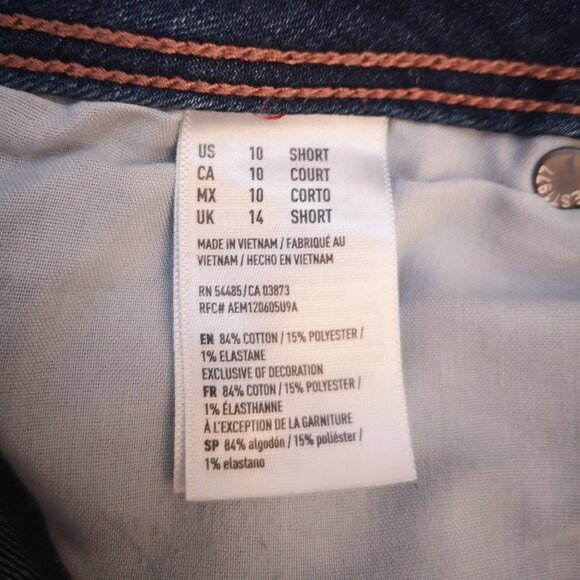 US 10 SHORT
CA 10 COURT
MX 10 CORTO
UK 14 SHORT
MADE IN VIETNAM / FABRIQUÉ AU
VIETNAM / HECHO EN VIETNAM
RN 54485 / CA 03873
RFC# AEM120605U9A
EN 84% COTTON / 15% POLYESTER /
1% ELASTANE
EXCLUSIVE OF DECORATION
FR 84% COTON / 15% POLYESTER /
1% ÉLASTHANNE
À L'EXCEPTION DE LA GARNITURE
SP 84% algodón / 15% poliéster /
1% elastano
EST 1977